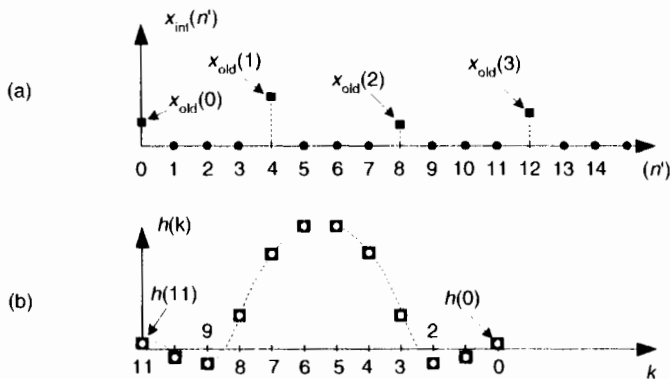 x_int(n')
x_old(1)
x_old(3)
x_old(2)
(a)
x_old(0)
0 1 2 3 4 5 6 7 8 9 10 11 12 13 14 (n')
h(k)
h(11)
h(0)
(b)
9 2
11 8 7 6 5 4 3 0 k